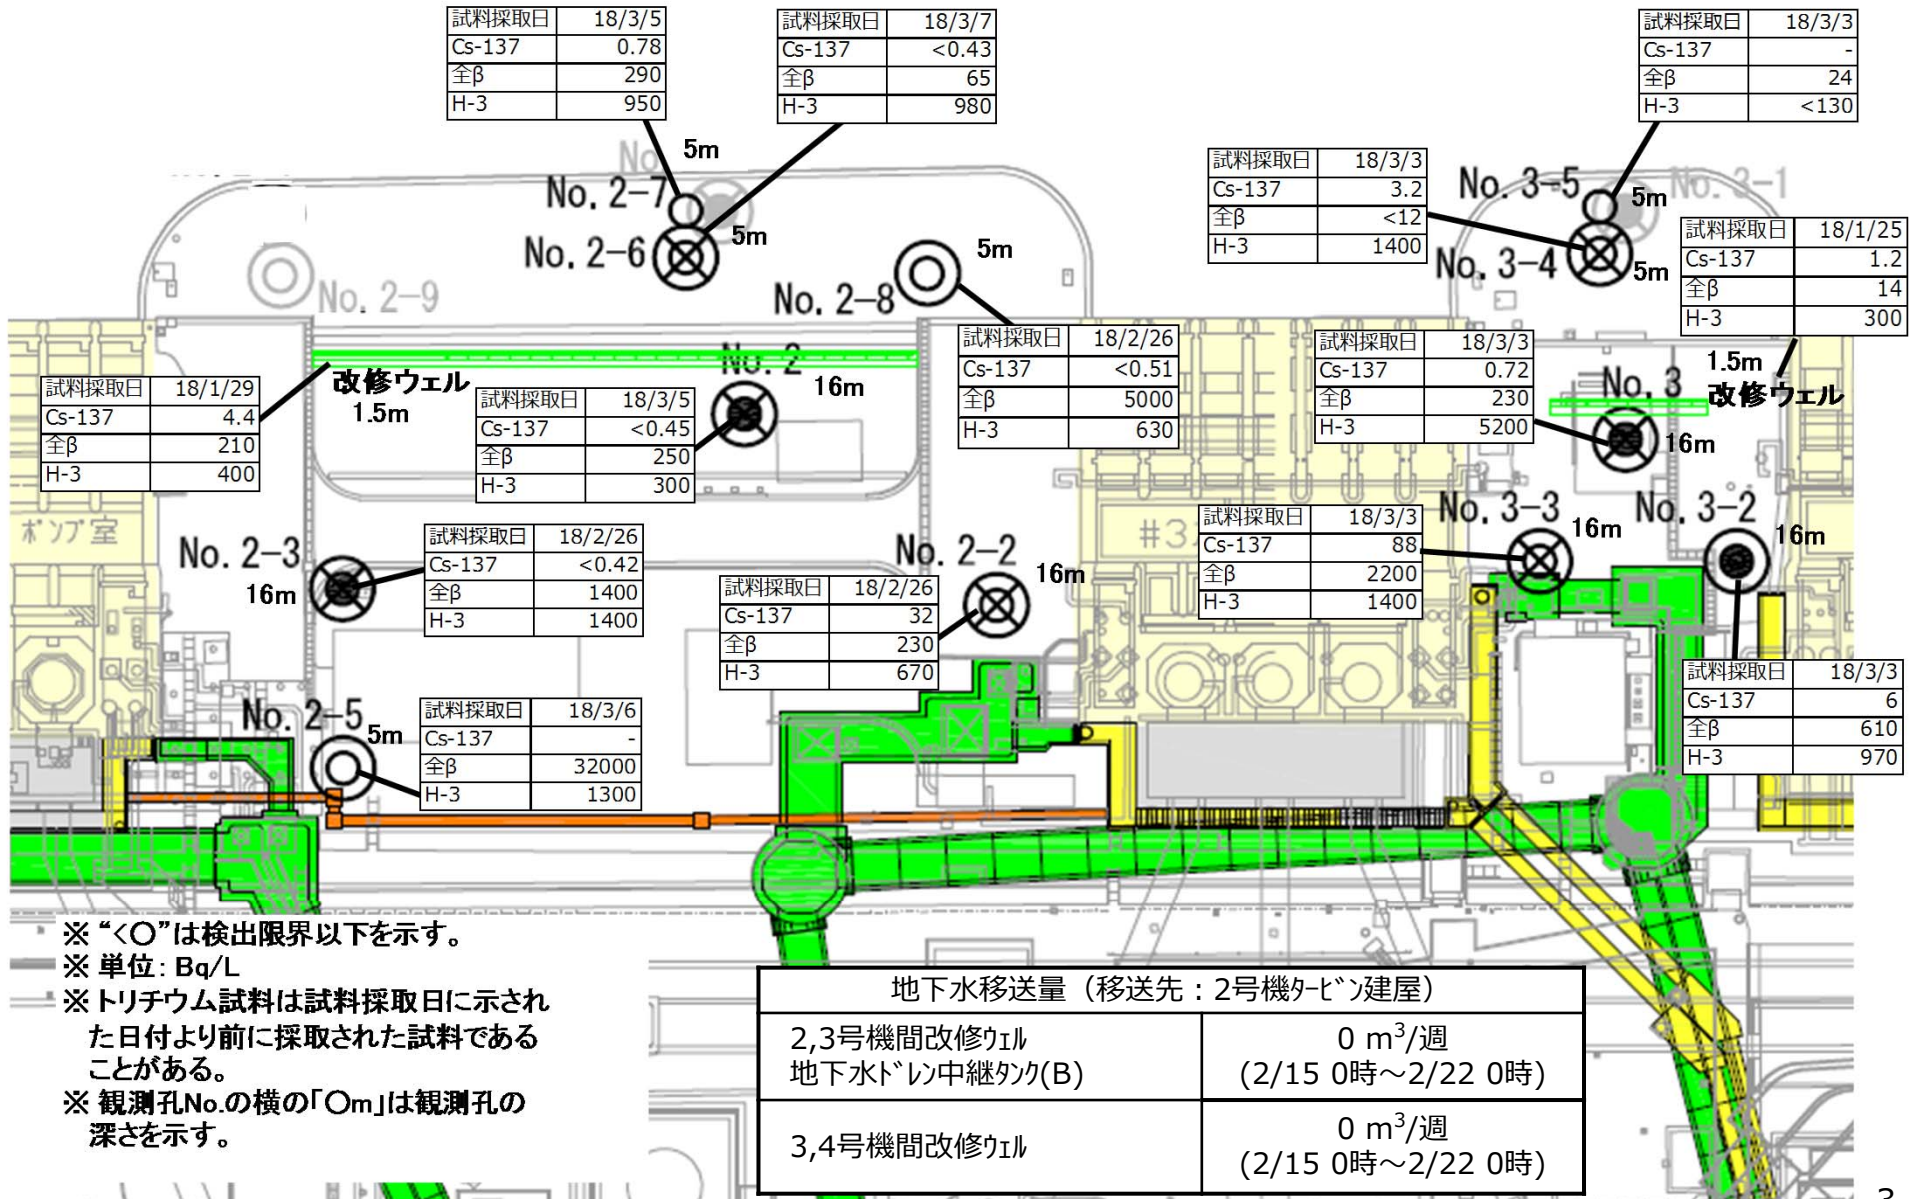 試料採取日 18/3/5
Cs-137 0.78
全β 290
H-3 950
試料採取日 18/3/7
Cs-137 <0.43
全β 65
H-3 980
試料採取日 18/3/3
Cs-137 -
全β 24
H-3 <130
No. 5m
No. 2-7
5m
No. 2-6
5m
No. 2-8
No. 2-9
試料採取日 18/3/3
Cs-137 3.2
全β <12
H-3 1400
No. 3-5
5m
No. 3-1
No. 3-4
5m
試料採取日 18/1/25
Cs-137 1.2
全β 14
H-3 300
試料採取日 18/1/29
Cs-137 4.4
全β 210
H-3 400
改修ウェル
1.5m
試料採取日 18/3/5
Cs-137 <0.45
全β 250
H-3 300
No. 2
16m
試料採取日 18/2/26
Cs-137 <0.51
全β 5000
H-3 630
試料採取日 18/3/3
Cs-137 0.72
全β 230
H-3 5200
No. 3
16m
1.5m
改修ウェル
ポンプ室
No. 2-3
16m
試料採取日 18/2/26
Cs-137 <0.42
全β 1400
H-3 1400
No. 2-2
16m
試料採取日 18/2/26
Cs-137 32
全β 230
H-3 670
#3
試料採取日 18/3/3
Cs-137 88
全β 2200
H-3 1400
No. 3-3
16m
No. 3-2
16m
試料採取日 18/3/3
Cs-137 6
全β 610
H-3 970
No. 2-5
5m
試料採取日 18/3/6
Cs-137 -
全β 32000
H-3 1300
※ “<○”は検出限界以下を示す。
※ 単位: Bq/L
※ トリチウム試料は試料採取日に示され
た日付より前に採取された試料である
ことがある。
※ 観測孔No.の横の「○m」は観測孔の
深さを示す。
地下水移送量（移送先：2号機ﾀｰﾋﾞﾝ建屋）
2,3号機間改修ｳｪﾙ
地下水ﾄﾞﾚﾝ中継ﾀﾝｸ(B)
0 m³/週
(2/15 0時～2/22 0時)
3,4号機間改修ｳｪﾙ
0 m³/週
(2/15 0時～2/22 0時)
3